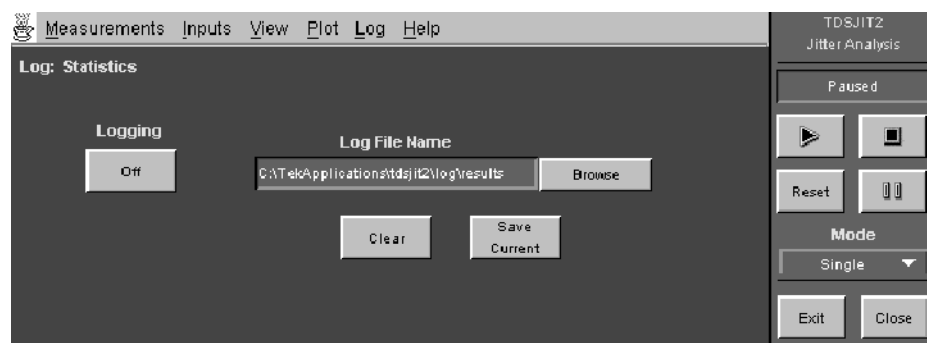 Measurements Inputs View Plot Log Help
Log: Statistics
Logging
Off
Log File Name
C:\TekApplications\tdsjit2\log\results
Browse
Clear
Save
Current
TDSJIT2
Jitter Analysis
Paused
Reset
Mode
Single
Exit
Close